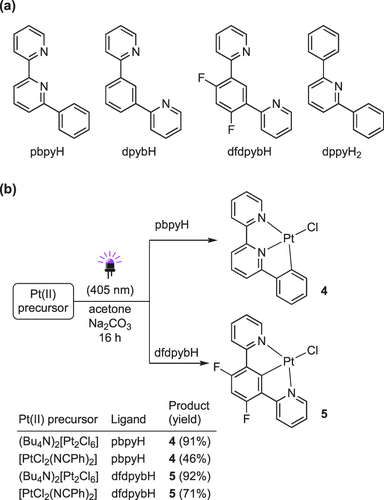 (a)
N
N
N
N
N
F
N
F
N
N
pbpyH
dpybH
dfdpybH
dppyH2
(b)
pbpyH
N
Cl
Pt
N
4
(405 nm)
Pt(II)
precursor
acetone
Na2CO3
16 h
dfdpybH
N
Cl
F
Pt
N
F
5
Pt(II) precursor Ligand Product (yield)
(Bu4N)2[Pt2Cl6] pbpyH 4 (91%)
[PtCl2(NCPh)2] pbpyH 4 (46%)
(Bu4N)2[Pt2Cl6] dfdpybH 5 (92%)
[PtCl2(NCPh)2] dfdpybH 5 (71%)